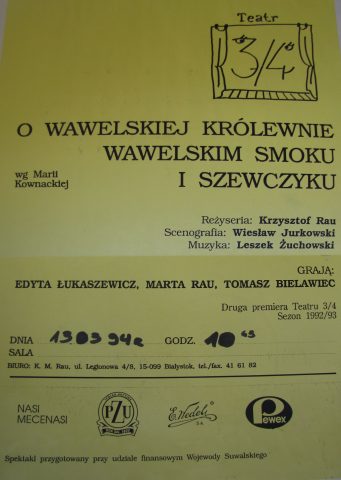 Teatr
3/4
O WAWELSKIEJ KRÓLEWNIE
WAWELSKIM SMOKU
I SZEWCZYKU
wg Marii
Kownackiej
Reżyseria: Krzysztof Rau
Scenografia: Wiesław Jurkowski
Muzyka: Leszek Żuchowski
GRAJĄ:
EDYTA ŁUKASZEWICZ, MARTA RAU, TOMASZ BIELAWIEC
Druga premiera Teatru 3/4
Sezon 1992/93
DNIA 19.03 94r GODZ. 10
SALA
BIURO: K. M. Rau, ul. Legionowa 4/8, 15-099 Białystok, tel./fax. 41 61 82
NASI
MECENASI
PZU
E. Wedel
S.A.
Pewex
Spektakl przygotowany przy udziale finansowym Wojewody Suwalskiego